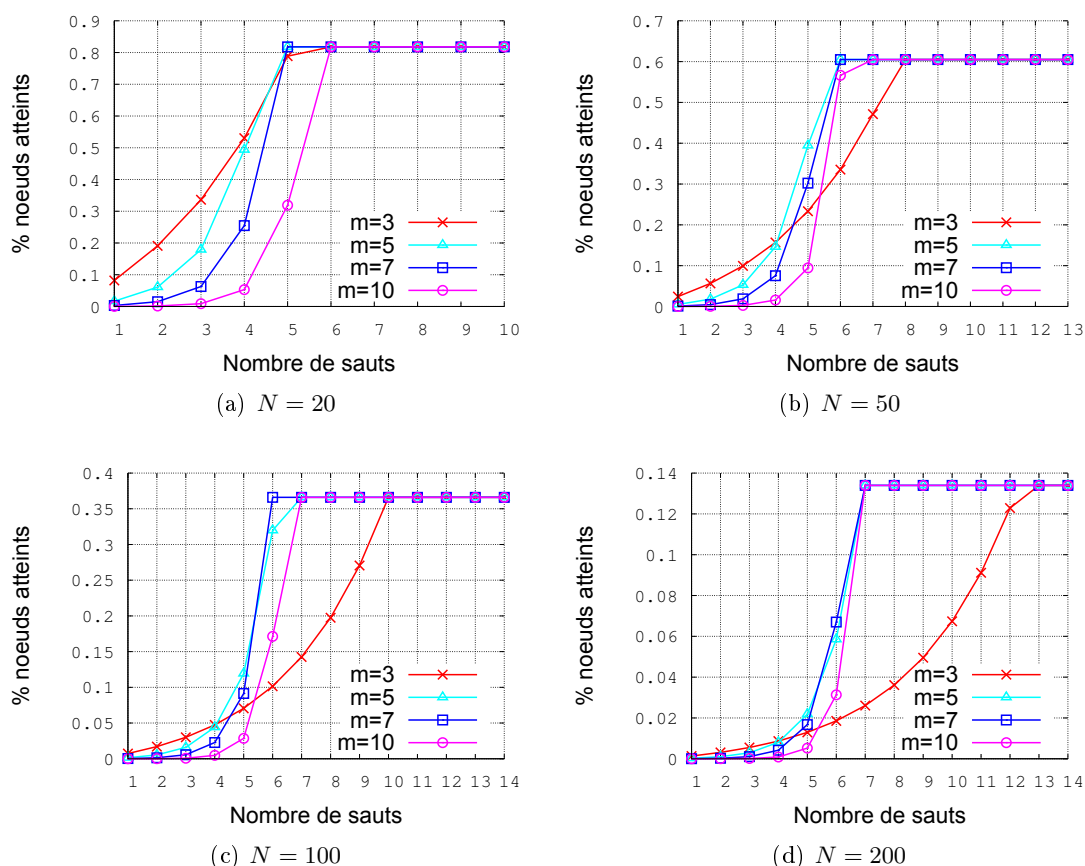 0.9
0.8
0.7
0.6
0.5
0.4
0.3
0.2
0.1
0
% noeuds atteints
m=3
m=5
m=7
m=10
1 2 3 4 5 6 7 8 9 10
Nombre de sauts
(a) N = 20
0.7
0.6
0.5
0.4
0.3
0.2
0.1
0
% noeuds atteints
m=3
m=5
m=7
m=10
1 2 3 4 5 6 7 8 9 10 11 12 13
Nombre de sauts
(b) N = 50
0.4
0.35
0.3
0.25
0.2
0.15
0.1
0.05
0
% noeuds atteints
m=3
m=5
m=7
m=10
1 2 3 4 5 6 7 8 9 10 11 12 13 14
Nombre de sauts
(c) N = 100
0.14
0.12
0.1
0.08
0.06
0.04
0.02
0
% noeuds atteints
m=3
m=5
m=7
m=10
1 2 3 4 5 6 7 8 9 10 11 12 13 14
Nombre de sauts
(d) N = 200